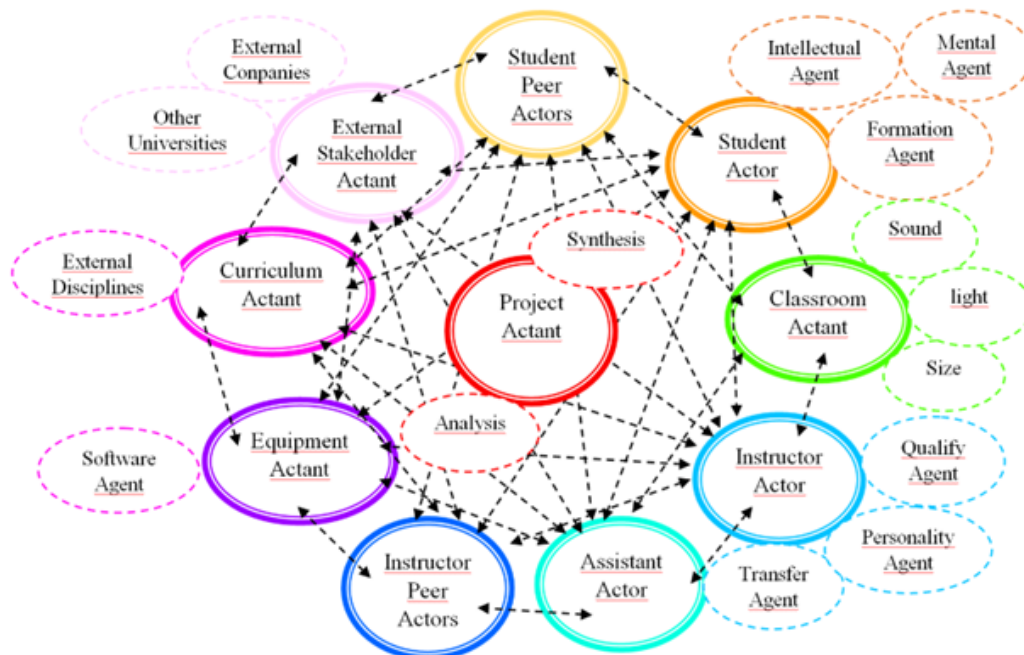 External
Conpanies
Student
Peer
Actors
Intellectual
Agent
Mental
Agent
Other
Universities
External
Stakeholder
Actant
Student
Actor
Formation
Agent
Sound
Synthesis
External
Disciplines
Curriculum
Actant
Project
Actant
Classroom
Actant
light
Size
Analysis
Software
Agent
Equipment
Actant
Instructor
Actor
Qualify
Agent
Personality
Agent
Instructor
Peer
Actors
Assistant
Actor
Transfer
Agent